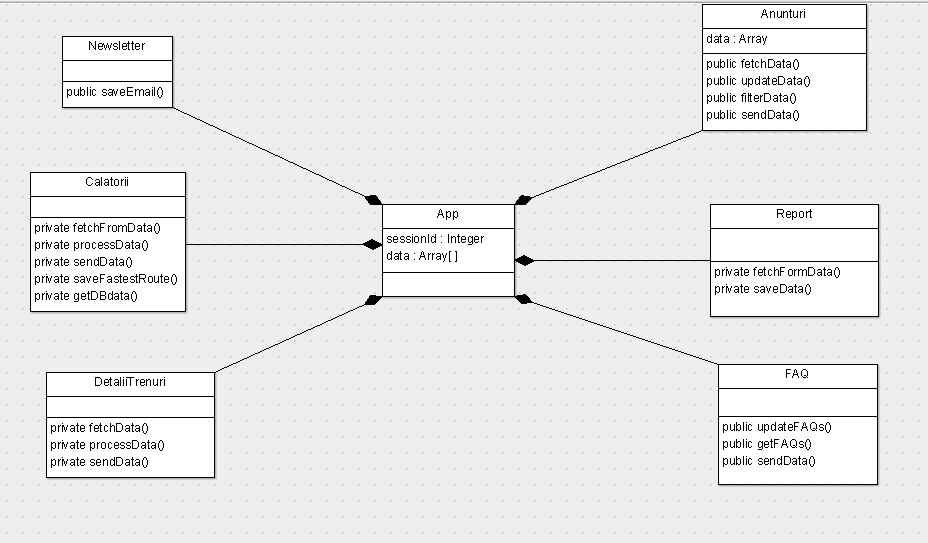 Newsletter
public saveEmail()
Calatorii
private fetchFromData()
private processData()
private sendData()
private saveFastestRoute()
private getDBdata()
DetaliiTrenuri
private fetchData()
private processData()
private sendData()
App
sessionId : Integer
data : Array[ ]
Anunturi
data : Array
public fetchData()
public updateData()
public filterData()
public sendData()
Report
private fetchFormData()
private saveData()
FAQ
public updateFAQs()
public getFAQs()
public sendData()